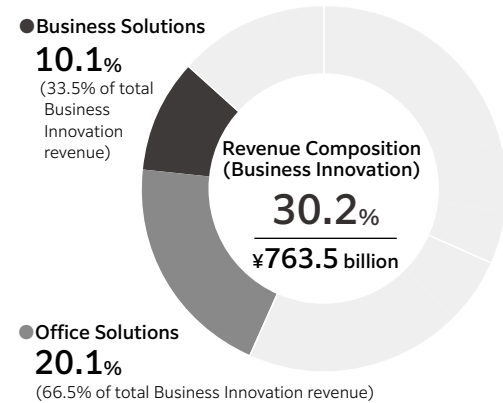 Business Solutions
10.1%
(33.5% of total
Business
Innovation
revenue)
Revenue Composition
(Business Innovation)
30.2%
¥763.5 billion
Office Solutions
20.1%
(66.5% of total Business Innovation revenue)